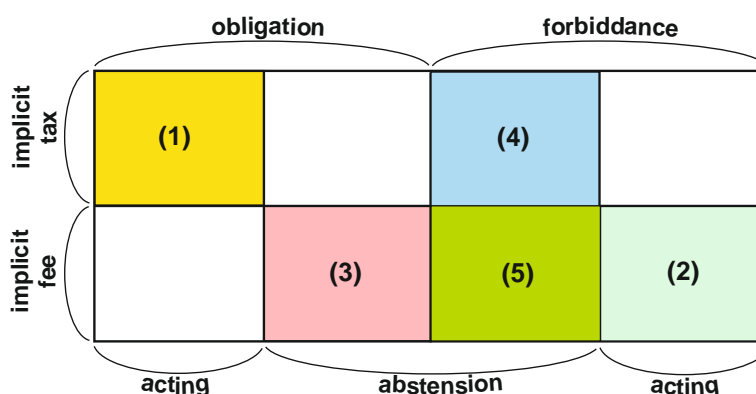 obligation forbiddance
implicit tax
(1) (4)
implicit fee
(3) (5) (2)
acting abstension acting